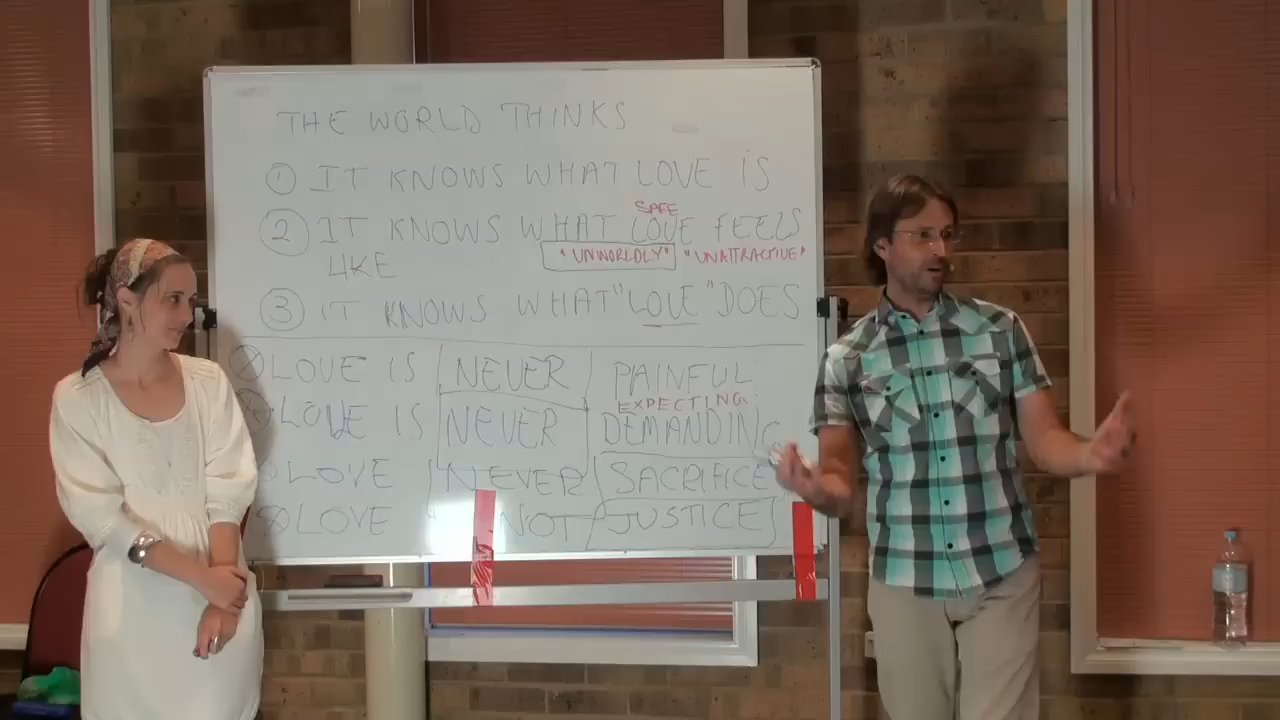 THE WORLD THINKS
① IT KNOWS WHAT LOVE IS
SAFE
② IT KNOWS WHAT LOVE FEELS
LIKE "UNWORLDLY" "UNATTRACTIVE"
③ IT KNOWS WHAT "LOVE" DOES
LOVE IS NEVER PAINFUL
EXPECTING
LOVE IS NEVER DEMANDING
LOVE NEVER SACRIFICE
LOVE NOT JUSTICE